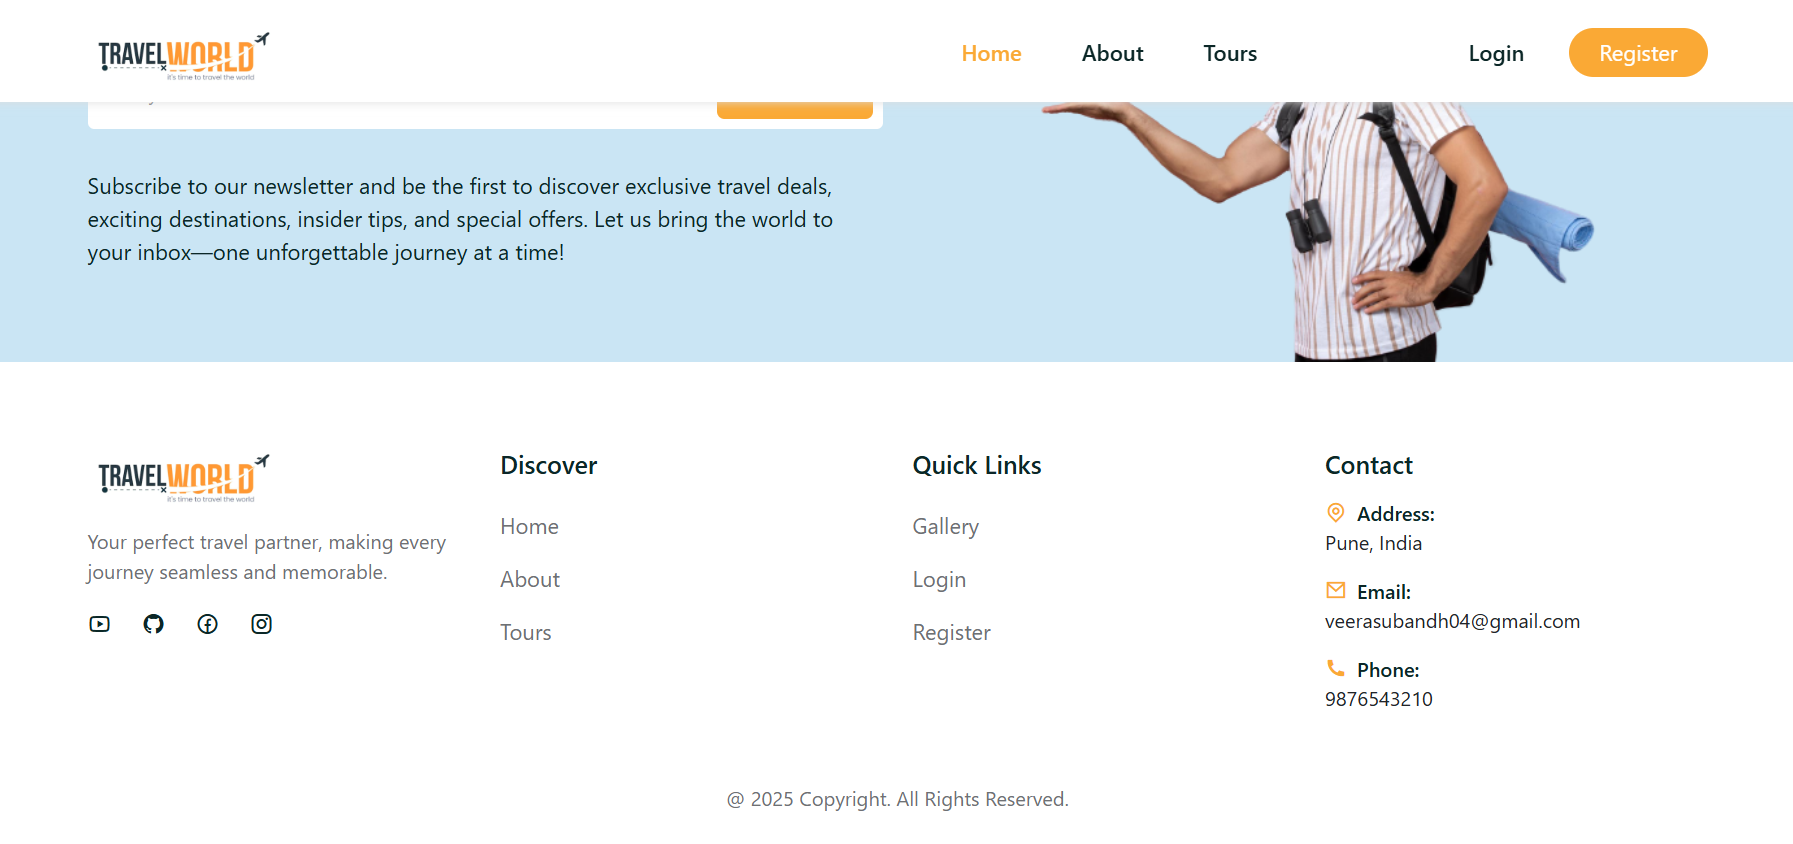 TRAVELWORLD
it's time to travel the world
Home About Tours Login Register
Subscribe to our newsletter and be the first to discover exclusive travel deals,
exciting destinations, insider tips, and special offers. Let us bring the world to
your inbox—one unforgettable journey at a time!
TRAVELWORLD
it's time to travel the world
Your perfect travel partner, making every
journey seamless and memorable.
Discover
Home
About
Tours
Quick Links
Gallery
Login
Register
Contact
Address:
Pune, India
Email:
veerasubandh04@gmail.com
Phone:
9876543210
@ 2025 Copyright. All Rights Reserved.